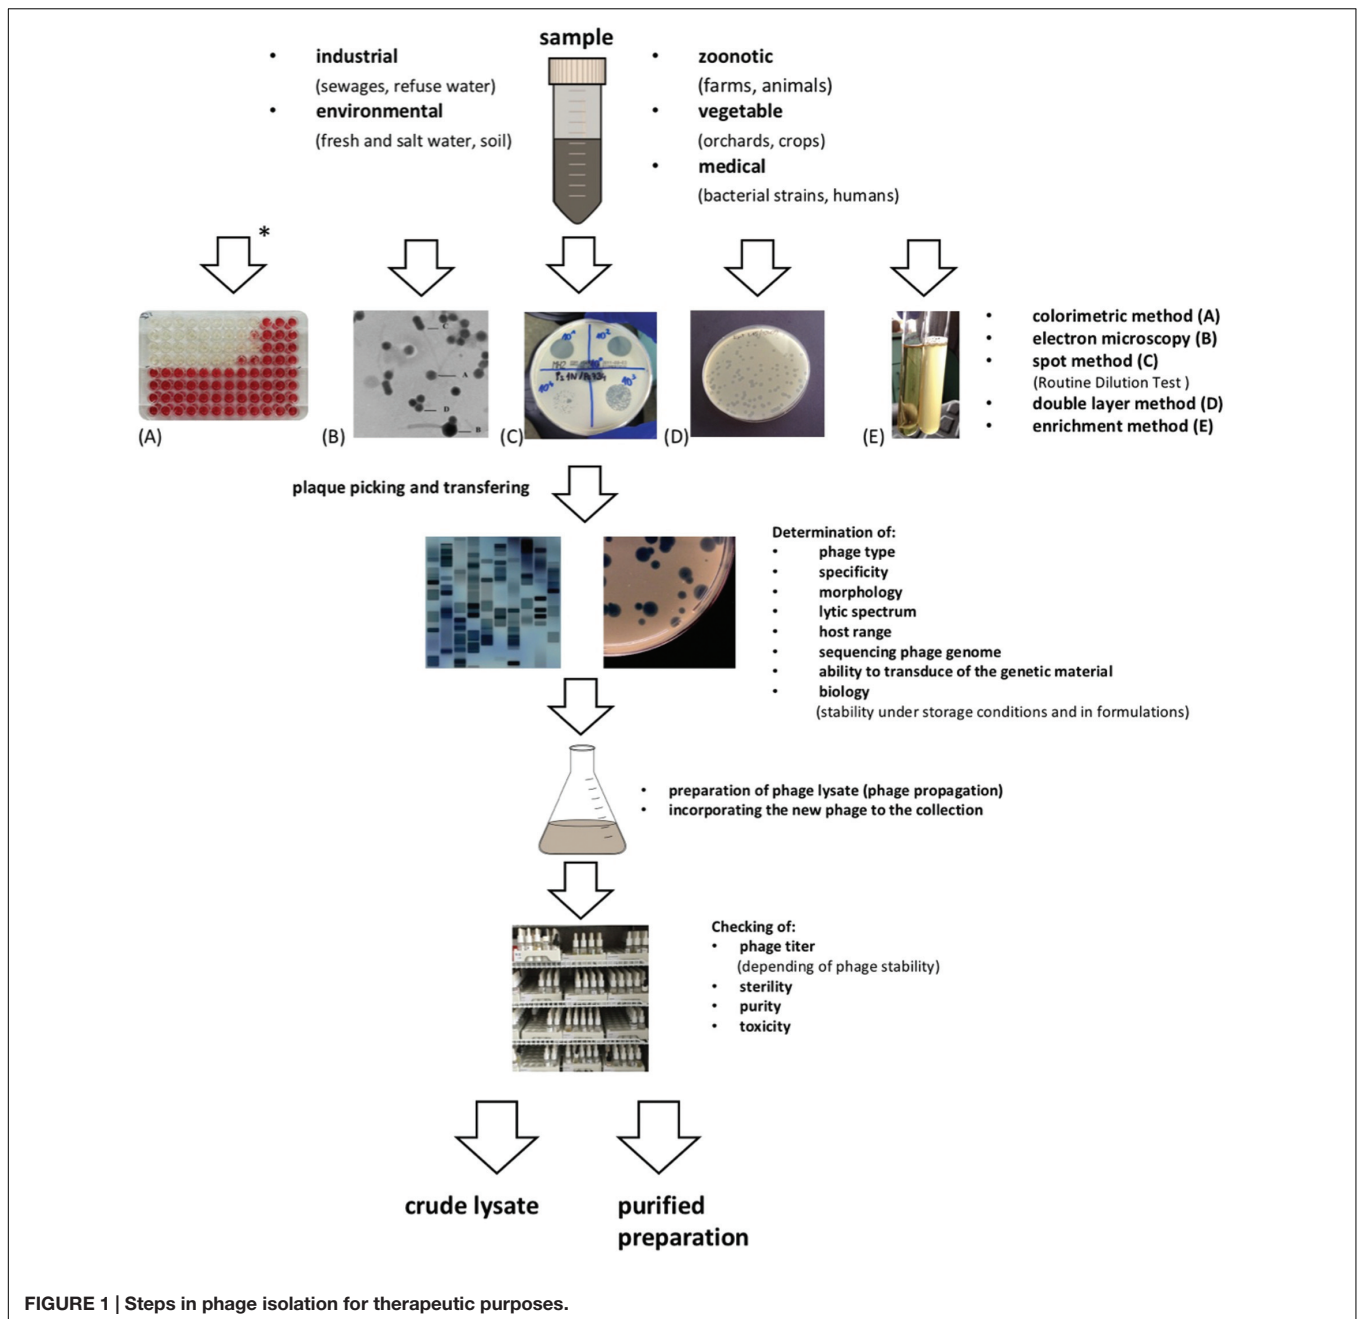 sample
• industrial
(sewages, refuse water)
• environmental
(fresh and salt water, soil)
• zoonotic
(farms, animals)
• vegetable
(orchards, crops)
• medical
(bacterial strains, humans)
*
(A)
(B)
(C)
(D)
(E)
C
A
D
B
• colorimetric method (A)
• electron microscopy (B)
• spot method (C)
(Routine Dilution Test )
• double layer method (D)
• enrichment method (E)
plaque picking and transfering
Determination of:
• phage type
• specificity
• morphology
• lytic spectrum
• host range
• sequencing phage genome
• ability to transduce of the genetic material
• biology
(stability under storage conditions and in formulations)
• preparation of phage lysate (phage propagation)
• incorporating the new phage to the collection
Checking of:
• phage titer
(depending of phage stability)
• sterility
• purity
• toxicity
crude lysate
purified
preparation
FIGURE 1 | Steps in phage isolation for therapeutic purposes.